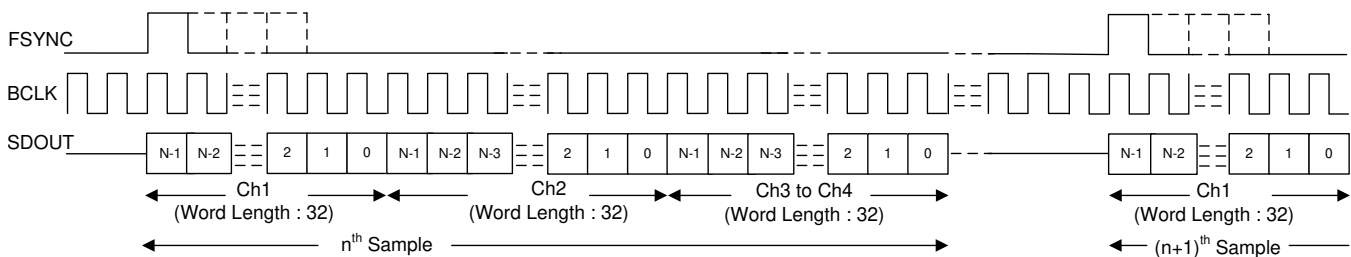 FSYNC
BCLK
SDOUT
N-1 N-2 2 1 0 N-1 N-2 N-3 2 1 0 N-1 N-2 N-3 2 1 0 N-1 N-2 2 1 0
Ch1 Ch2 Ch3 to Ch4 Ch1
(Word Length : 32) (Word Length : 32) (Word Length : 32) (Word Length : 32)
nth Sample (n+1)th Sample